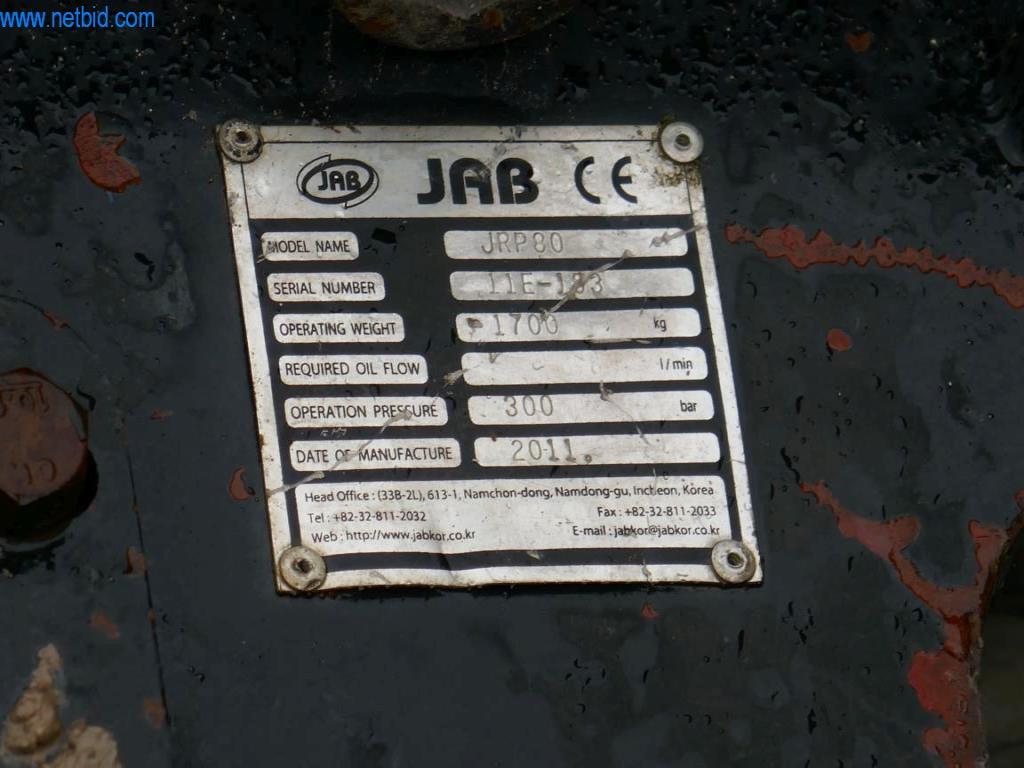 www.netbid.com
JAB JAB CE
MODEL NAME JRP80
SERIAL NUMBER 11E-133
OPERATING WEIGHT 1700 kg
REQUIRED OIL FLOW l/min
OPERATION PRESSURE 300 bar
DATE OF MANUFACTURE 2011.
Head Office : (33B-2L), 613-1, Namchon-dong, Namdong-gu, Incheon, Korea
Tel : +82-32-811-2032 Fax : +82-32-811-2033
Web : http://www.jabkor.co.kr E-mail : jabkor@jabkor.co.kr